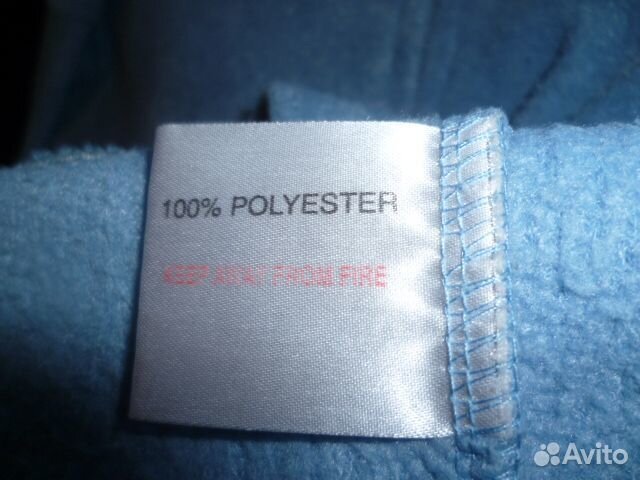 100% POLYESTER
KEEP AWAY FROM FIRE
Avito